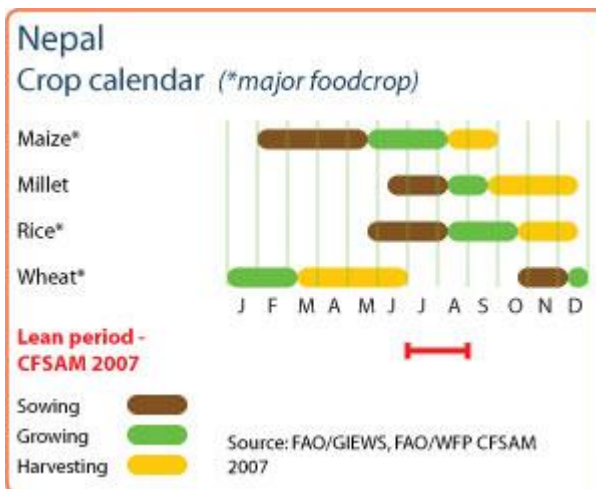 Nepal
Crop calendar (*major foodcrop)
Maize*
Millet
Rice*
Wheat*
J F M A M J J A S O N D
Lean period -
CFSAM 2007
Sowing
Growing
Harvesting
Source: FAO/GIEWS, FAO/WFP CFSAM
2007